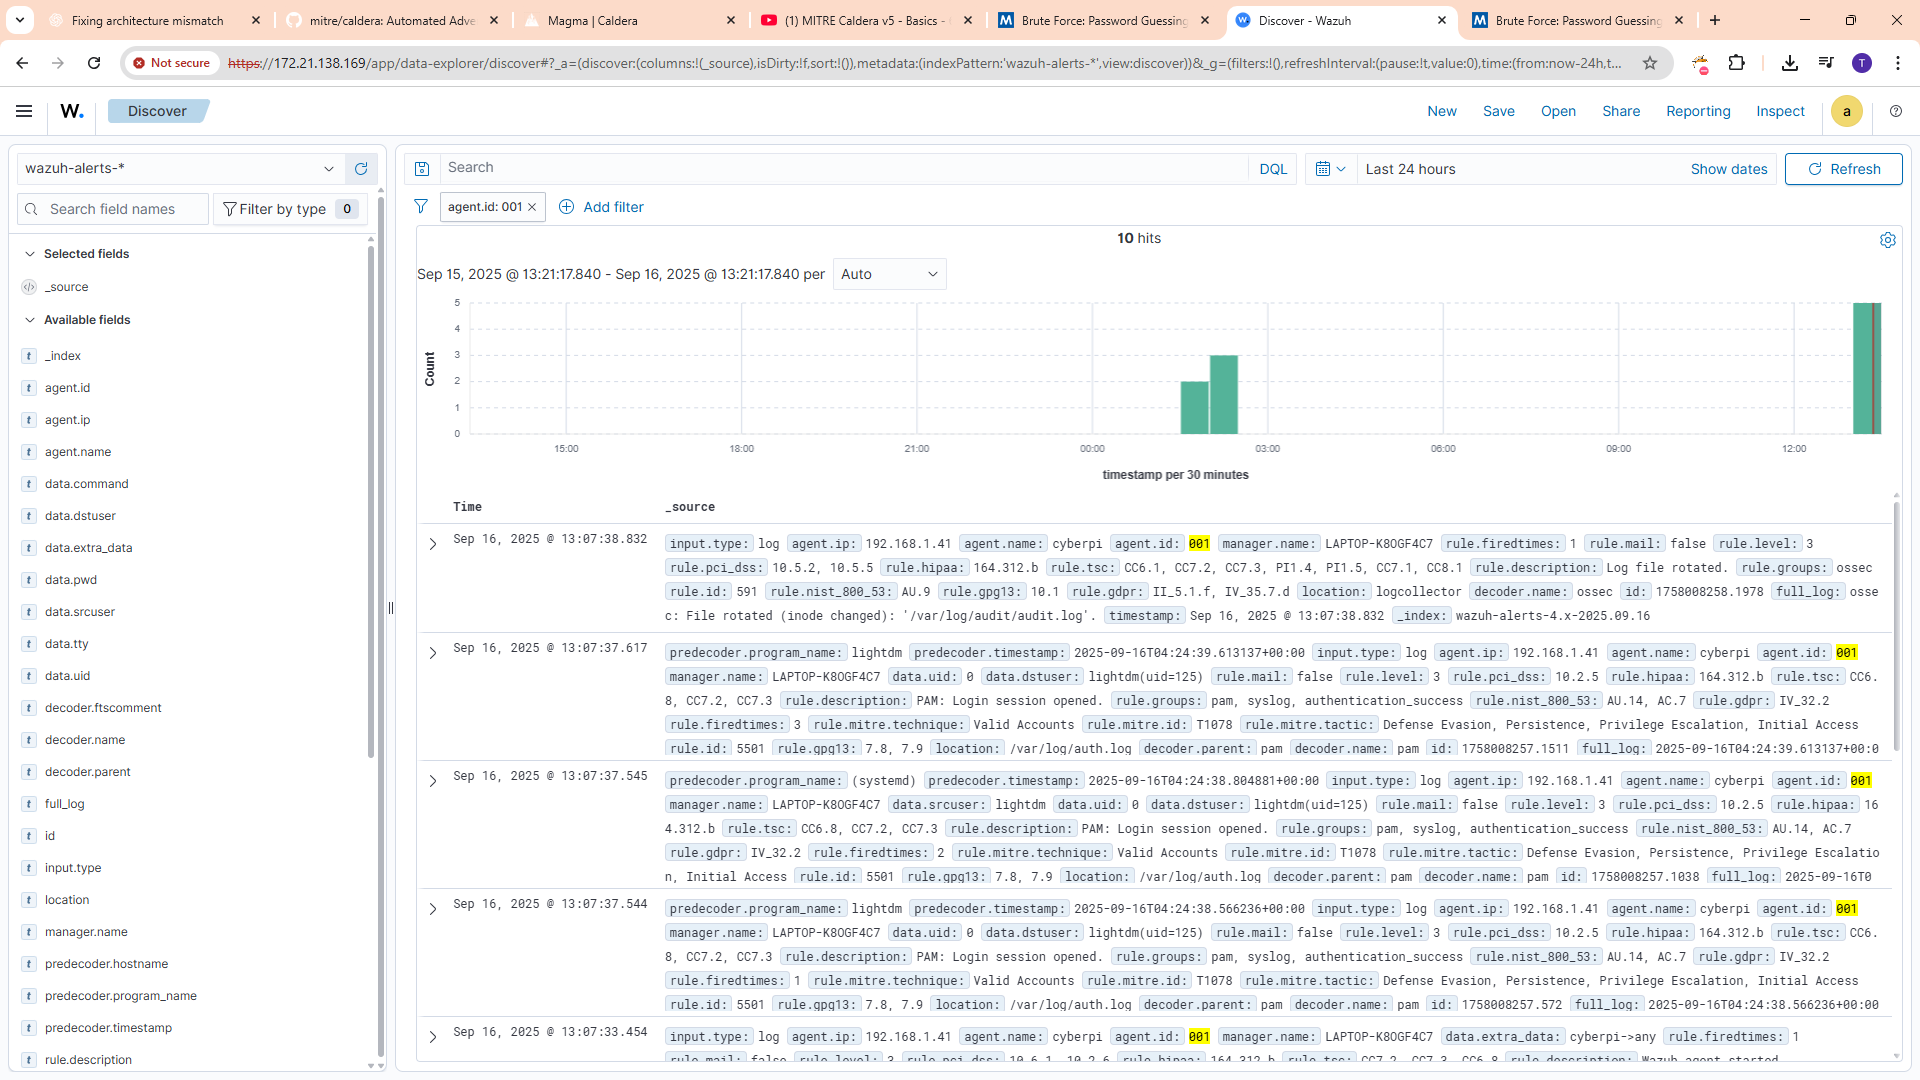 Fixing architecture mismatch
mitre/caldera: Automated Adve
Magma | Caldera
(1) MITRE Caldera v5 - Basics -
Brute Force: Password Guessing
Discover - Wazuh
Brute Force: Password Guessing
Not secure
https://172.21.138.169/app/data-explorer/discover#?_a=(discover:(columns:!(_source),isDirty:!f,sort:!()),metadata:(indexPattern:'wazuh-alerts-*',view:discover))&_g=(filters:!(),refreshInterval:(pause:!t,value:0),time:(from:now-24h,t...
T
W.
Discover
New
Save
Open
Share
Reporting
Inspect
a
wazuh-alerts-*
Search
DQL
Last 24 hours
Show dates
Refresh
Search field names
Filter by type 0
agent.id: 001
Add filter
Selected fields
_source
Available fields
t _index
t agent.id
t agent.ip
t agent.name
t data.command
t data.dstuser
t data.extra_data
t data.pwd
t data.srcuser
t data.tty
t data.uid
t decoder.ftscomment
t decoder.name
t decoder.parent
t full_log
t id
t input.type
t location
t manager.name
t predecoder.hostname
t predecoder.program_name
t predecoder.timestamp
t rule.description
10 hits
Sep 15, 2025 @ 13:21:17.840 - Sep 16, 2025 @ 13:21:17.840 per
Auto
Count
5
4
3
2
1
0
15:00
18:00
21:00
00:00
03:00
06:00
09:00
12:00
timestamp per 30 minutes
Time
_source
Sep 16, 2025 @ 13:07:38.832
input.type: log agent.ip: 192.168.1.41 agent.name: cyberpi agent.id: 001 manager.name: LAPTOP-K8OGF4C7 rule.firedtimes: 1 rule.mail: false rule.level: 3
rule.pci_dss: 10.5.2, 10.5.5 rule.hipaa: 164.312.b rule.tsc: CC6.1, CC7.2, CC7.3, PI1.4, PI1.5, CC7.1, CC8.1 rule.description: Log file rotated. rule.groups: ossec
rule.id: 591 rule.nist_800_53: AU.9 rule.gpg13: 10.1 rule.gdpr: II_5.1.f, IV_35.7.d location: logcollector decoder.name: ossec id: 1758008258.1978 full_log: osse
c: File rotated (inode changed): '/var/log/audit/audit.log'. timestamp: Sep 16, 2025 @ 13:07:38.832 _index: wazuh-alerts-4.x-2025.09.16
Sep 16, 2025 @ 13:07:37.617
predecoder.program_name: lightdm predecoder.timestamp: 2025-09-16T04:24:39.613137+00:00 input.type: log agent.ip: 192.168.1.41 agent.name: cyberpi agent.id: 001
manager.name: LAPTOP-K8OGF4C7 data.uid: 0 data.dstuser: lightdm(uid=125) rule.mail: false rule.level: 3 rule.pci_dss: 10.2.5 rule.hipaa: 164.312.b rule.tsc: CC6.
8, CC7.2, CC7.3 rule.description: PAM: Login session opened. rule.groups: pam, syslog, authentication_success rule.nist_800_53: AU.14, AC.7 rule.gdpr: IV_32.2
rule.firedtimes: 3 rule.mitre.technique: Valid Accounts rule.mitre.id: T1078 rule.mitre.tactic: Defense Evasion, Persistence, Privilege Escalation, Initial Access
rule.id: 5501 rule.gpg13: 7.8, 7.9 location: /var/log/auth.log decoder.parent: pam decoder.name: pam id: 1758008257.1511 full_log: 2025-09-16T04:24:39.613137+00:0
Sep 16, 2025 @ 13:07:37.545
predecoder.program_name: (systemd) predecoder.timestamp: 2025-09-16T04:24:38.804881+00:00 input.type: log agent.ip: 192.168.1.41 agent.name: cyberpi agent.id: 001
manager.name: LAPTOP-K8OGF4C7 data.srcuser: lightdm data.uid: 0 data.dstuser: lightdm(uid=125) rule.mail: false rule.level: 3 rule.pci_dss: 10.2.5 rule.hipaa: 16
4.312.b rule.tsc: CC6.8, CC7.2, CC7.3 rule.description: PAM: Login session opened. rule.groups: pam, syslog, authentication_success rule.nist_800_53: AU.14, AC.7
rule.gdpr: IV_32.2 rule.firedtimes: 2 rule.mitre.technique: Valid Accounts rule.mitre.id: T1078 rule.mitre.tactic: Defense Evasion, Persistence, Privilege Escalatio
n, Initial Access rule.id: 5501 rule.gpg13: 7.8, 7.9 location: /var/log/auth.log decoder.parent: pam decoder.name: pam id: 1758008257.1038 full_log: 2025-09-16T0
Sep 16, 2025 @ 13:07:37.544
predecoder.program_name: lightdm predecoder.timestamp: 2025-09-16T04:24:38.566236+00:00 input.type: log agent.ip: 192.168.1.41 agent.name: cyberpi agent.id: 001
manager.name: LAPTOP-K8OGF4C7 data.uid: 0 data.dstuser: lightdm(uid=125) rule.mail: false rule.level: 3 rule.pci_dss: 10.2.5 rule.hipaa: 164.312.b rule.tsc: CC6.
8, CC7.2, CC7.3 rule.description: PAM: Login session opened. rule.groups: pam, syslog, authentication_success rule.nist_800_53: AU.14, AC.7 rule.gdpr: IV_32.2
rule.firedtimes: 1 rule.mitre.technique: Valid Accounts rule.mitre.id: T1078 rule.mitre.tactic: Defense Evasion, Persistence, Privilege Escalation, Initial Access
rule.id: 5501 rule.gpg13: 7.8, 7.9 location: /var/log/auth.log decoder.parent: pam decoder.name: pam id: 1758008257.572 full_log: 2025-09-16T04:24:38.566236+00:00
Sep 16, 2025 @ 13:07:33.454
input.type: log agent.ip: 192.168.1.41 agent.name: cyberpi agent.id: 001 manager.name: LAPTOP-K8OGF4C7 data.extra_data: cyberpi->any rule.firedtimes: 1
rule.mail: false rule.level: 3 rule.pci_dss: 10.6.1, 10.2.6 rule.hipaa: 164.312.b rule.tsc: CC7.2, CC7.3, CC6.8 rule.description: Wazuh agent started.